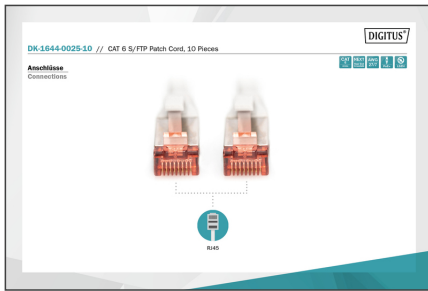 DIGITUS®
DK-1644-0025-10 // CAT 6 S/FTP Patch Cord, 10 Pieces
Anschlüsse
Connections
RJ45